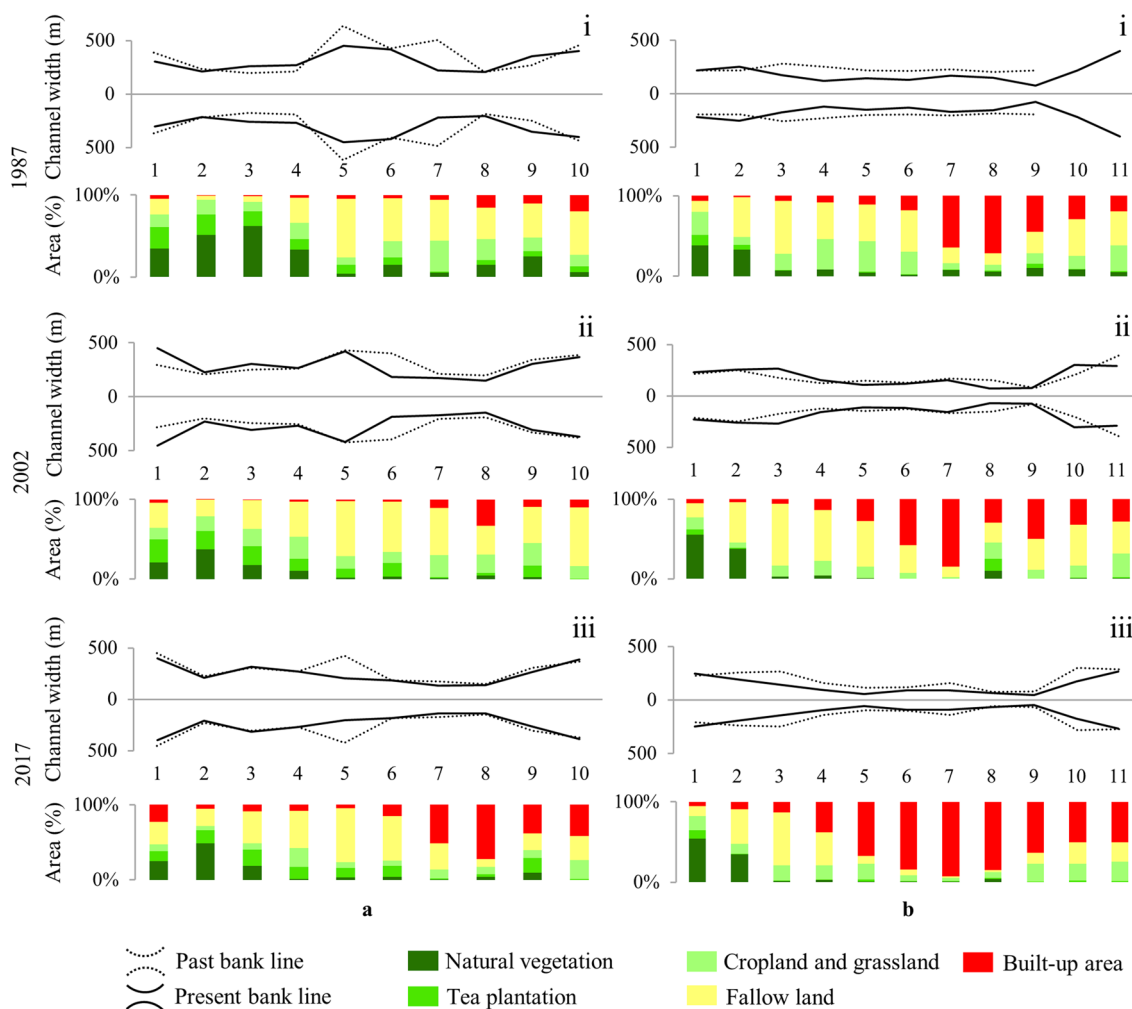 i
i
1987
Channel width (m)
500
0
500
500
0
500
1 2 3 4 5 6 7 8 9 10
1 2 3 4 5 6 7 8 9 10 11
Area (%)
100%
0%
100%
0%
ii
ii
2002
Channel width (m)
500
0
500
500
0
500
1 2 3 4 5 6 7 8 9 10
1 2 3 4 5 6 7 8 9 10 11
Area (%)
100%
0%
100%
0%
iii
iii
2017
Channel width (m)
500
0
500
500
0
500
1 2 3 4 5 6 7 8 9 10
1 2 3 4 5 6 7 8 9 10 11
Area (%)
100%
0%
100%
0%
a
b
Past bank line
Natural vegetation
Cropland and grassland
Built-up area
Present bank line
Tea plantation
Fallow land